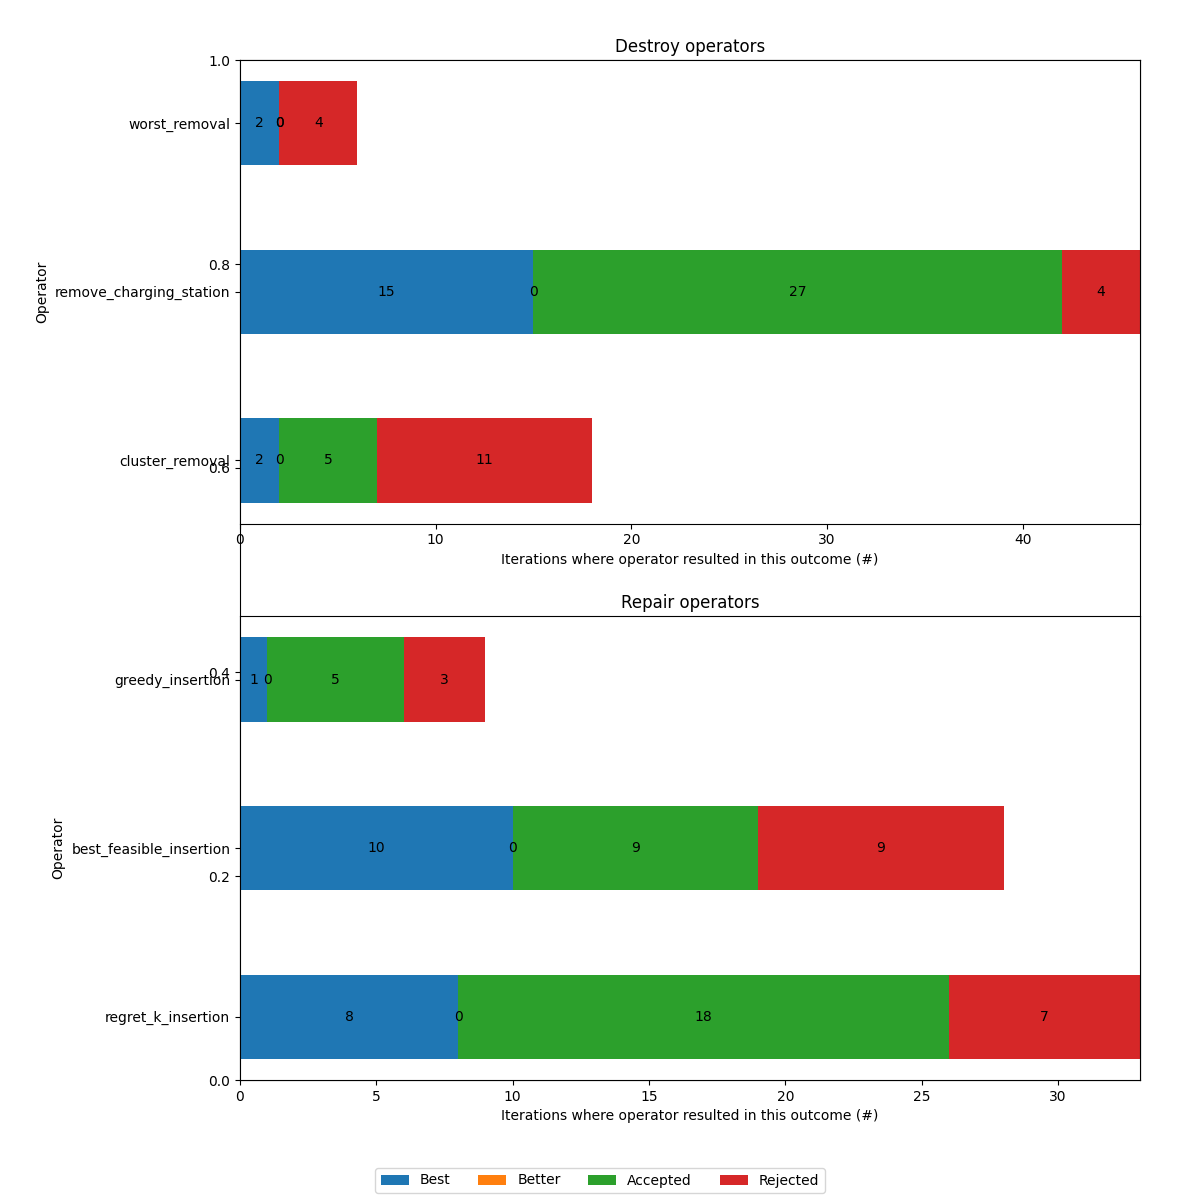 Destroy operators
1.0
worst_removal 2 0 0 4
0.8
Operator
remove_charging_station 15 0 27 4
cluster_removal 2 0 5 11
0.6
0 10 20 30 40
Iterations where operator resulted in this outcome (#)
Repair operators
0.4
greedy_insertion 1 0 5 3
Operator
best_feasible_insertion 10 0 9 9
0.2
regret_k_insertion 8 0 18 7
0.0
0 5 10 15 20 25 30
Iterations where operator resulted in this outcome (#)
Best Better Accepted Rejected